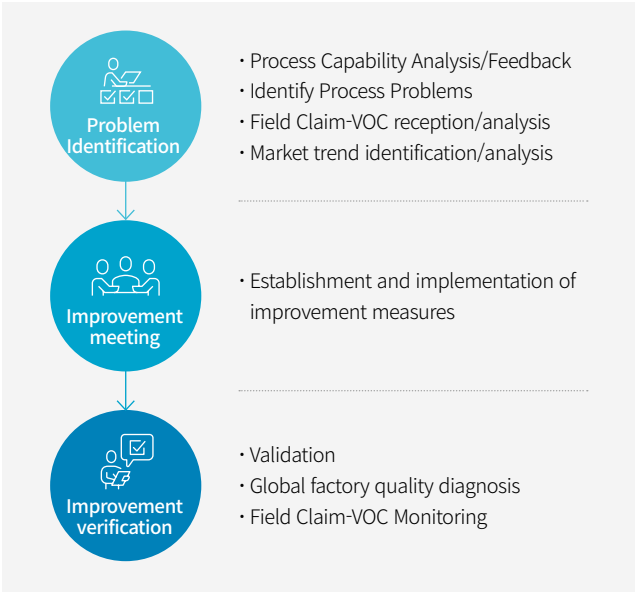 Problem
Identification
· Process Capability Analysis/Feedback
· Identify Process Problems
· Field Claim-VOC reception/analysis
· Market trend identification/analysis
Improvement
meeting
· Establishment and implementation of
improvement measures
Improvement
verification
· Validation
· Global factory quality diagnosis
· Field Claim-VOC Monitoring